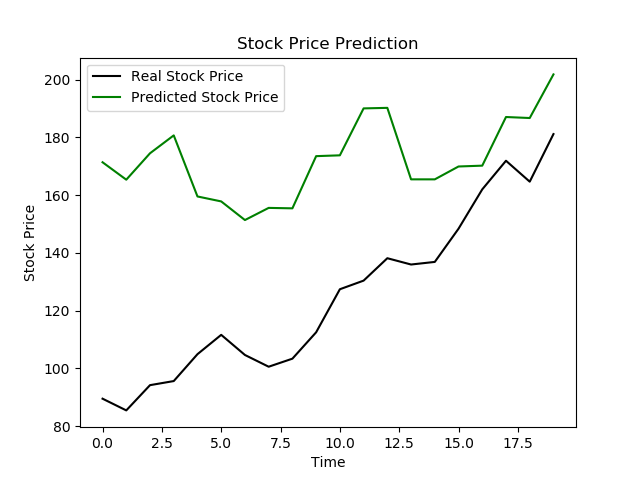 Stock Price Prediction
Real Stock Price
Predicted Stock Price
Stock Price
200
180
160
140
120
100
80
0.0 2.5 5.0 7.5 10.0 12.5 15.0 17.5
Time